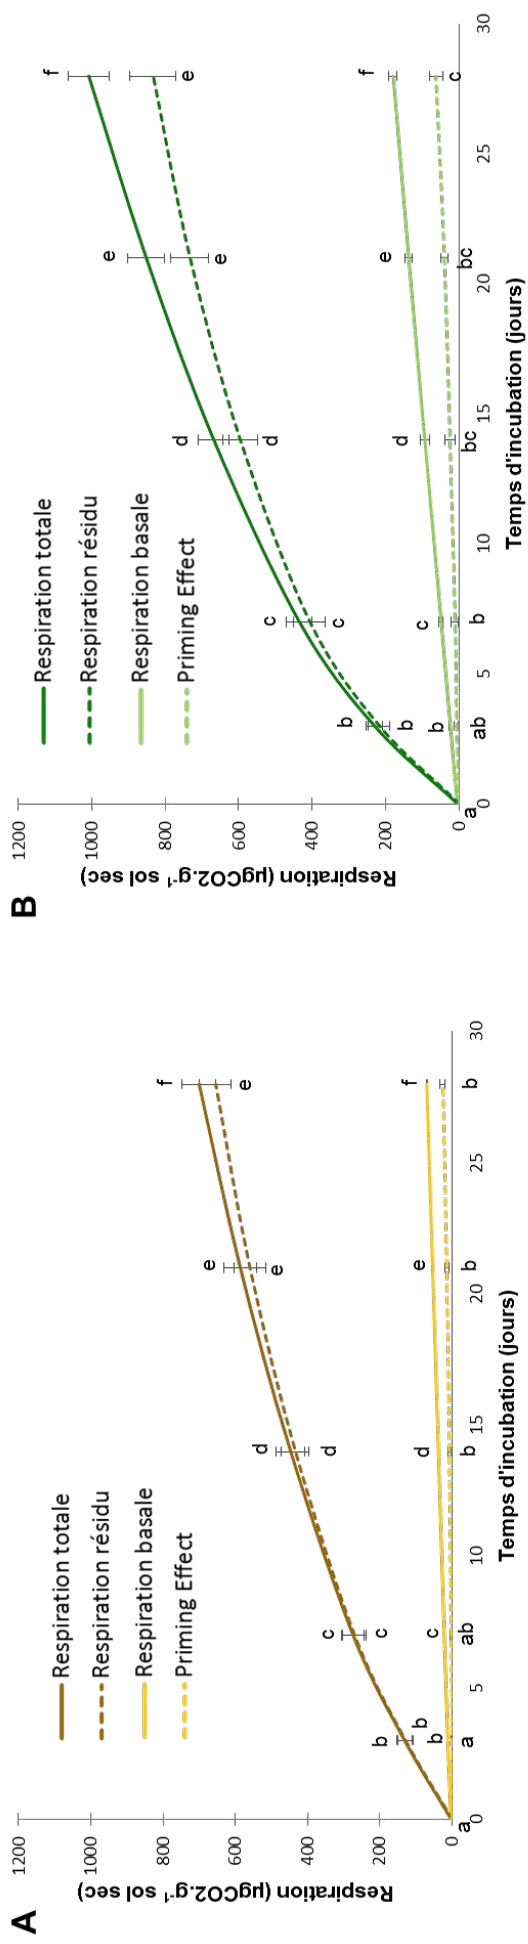 A
Respiration (µgCO2.g-1 sol sec)
1200
1000
800
600
400
200
0
Respiration totale
Respiration résidu
Respiration basale
Priming Effect
a
b
b
b
a
c
c
c
ab
d
d
d
b
e
e
e
b
f
e
f
b
0
5
10
15
20
25
30
Temps d'incubation (jours)
B
Respiration (µgCO2.g-1 sol sec)
1200
1000
800
600
400
200
0
Respiration totale
Respiration résidu
Respiration basale
Priming Effect
a
b
b
b
ab
c
c
c
b
d
d
d
bc
e
e
e
bc
f
e
f
c
0
5
10
15
20
25
30
Temps d'incubation (jours)